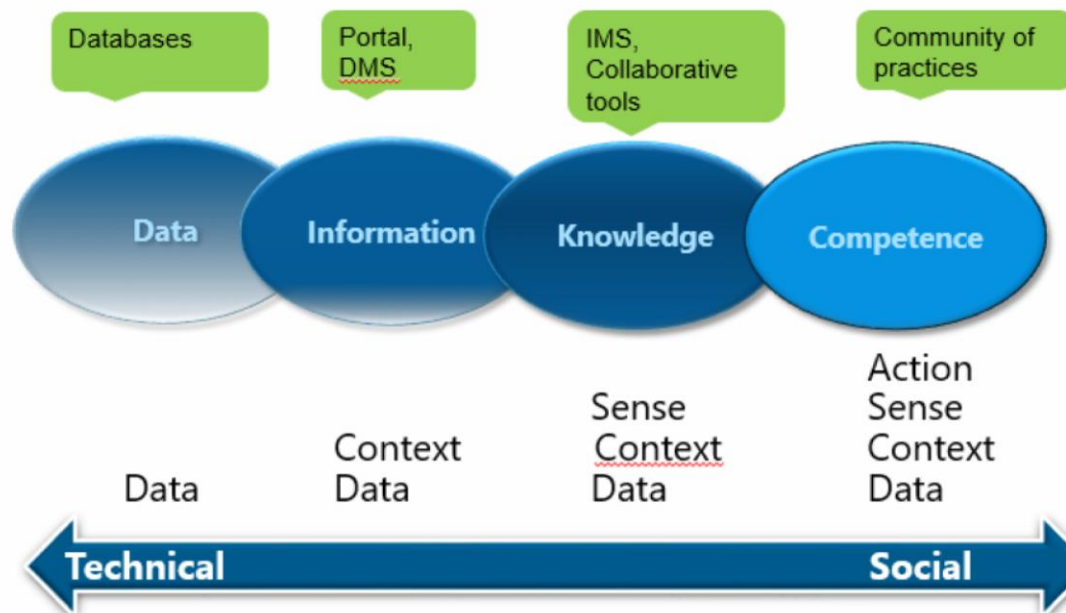 Databases
Portal,
DMS
IMS,
Collaborative
tools
Community of
practices
Data
Information
Knowledge
Competence
Data
Context
Data
Sense
Context
Data
Action
Sense
Context
Data
Technical
Social